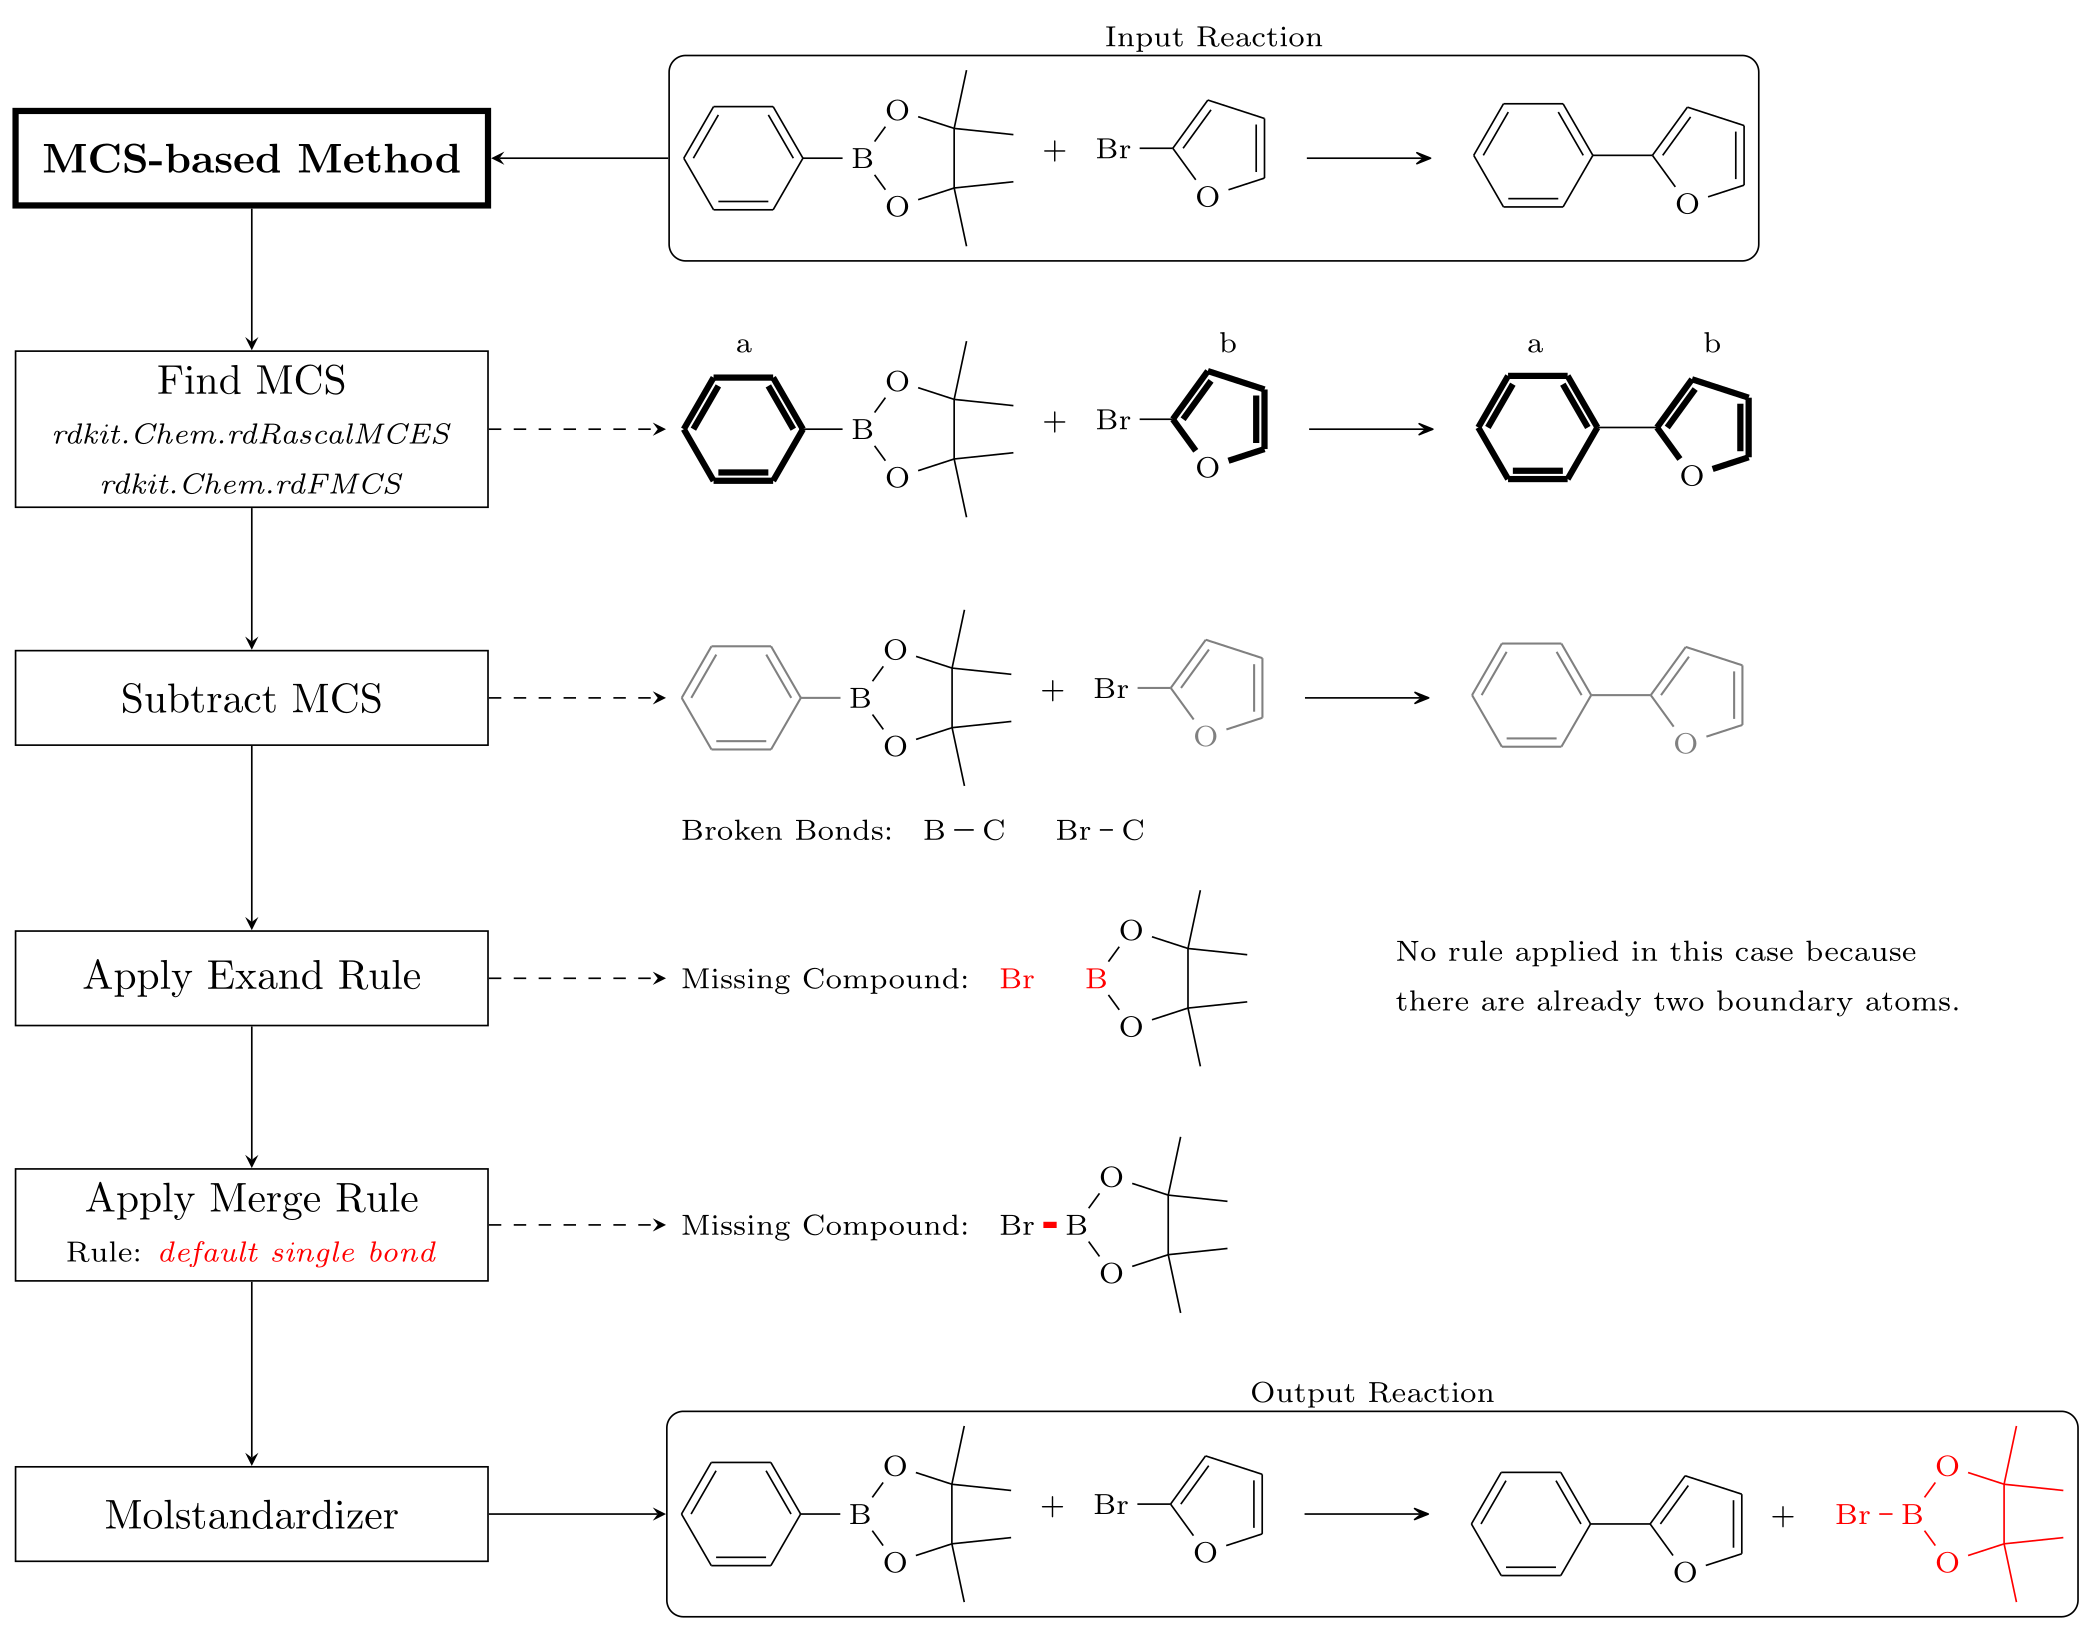 Input Reaction
MCS-based Method
O
B
O
+
Br
O
O
Find MCS
rdkit.Chem.rdRascalMCES
rdkit.Chem.rdFMCS
a
b
a
b
O
B
O
+
Br
O
O
Subtract MCS
O
B
O
+
Br
O
O
Broken Bonds: B – C Br – C
Apply Exand Rule
Missing Compound: Br B
O
O
No rule applied in this case because
there are already two boundary atoms.
Apply Merge Rule
Rule: default single bond
Missing Compound: Br - B
O
O
Output Reaction
Molstandardizer
O
B
O
+
Br
O
O
+
Br – B
O
O